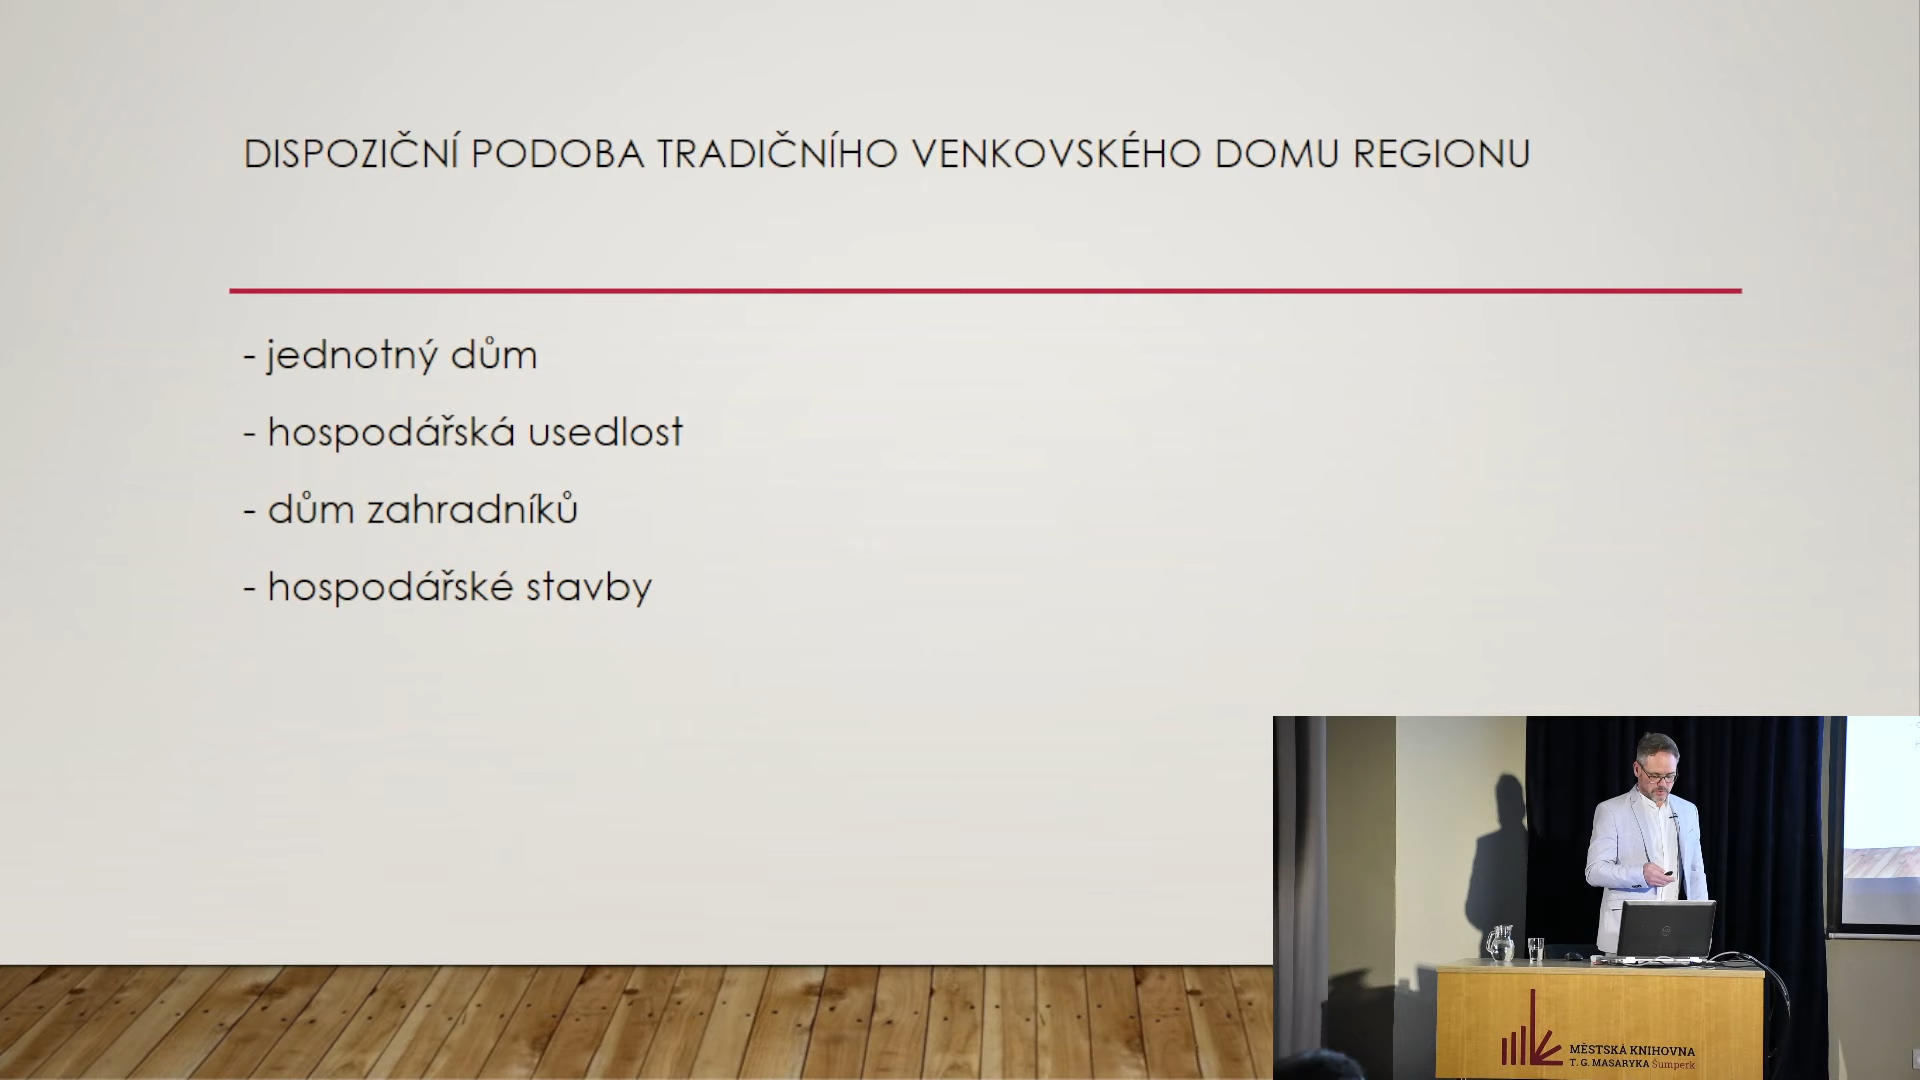 DISPOZIČNÍ PODOBA TRADIČNÍHO VENKOVSKÉHO DOMU REGIONU
- jednotný dům
- hospodářská usedlost
- dům zahradníků
- hospodářské stavby
MĚSTSKÁ KNIHOVNA
T. G. MASARYKA Šumperk